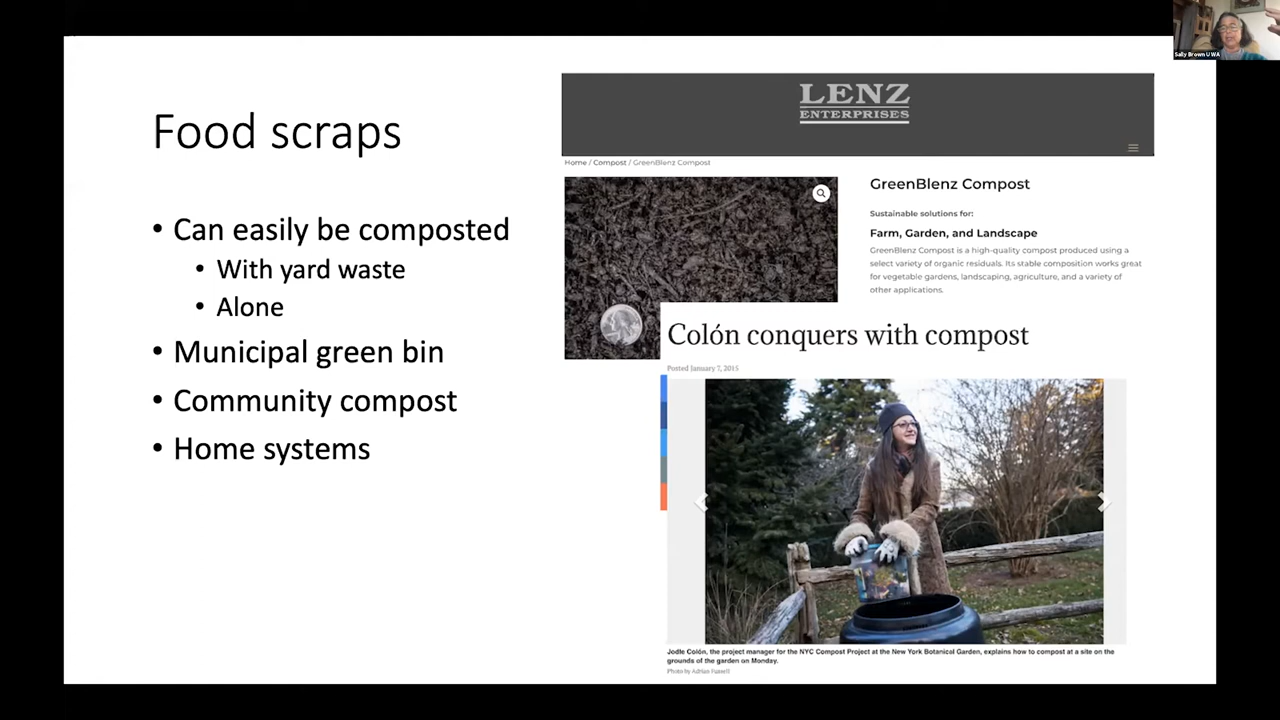 Sally Brown UWA
Food scraps
• Can easily be composted
• With yard waste
• Alone
• Municipal green bin
• Community compost
• Home systems
LENZ
ENTERPRISES
Home / Compost / GreenBlenz Compost
GreenBlenz Compost
Sustainable solutions for:
Farm, Garden, and Landscape
GreenBlenz Compost is a high-quality compost produced using a
select variety of organic residuals. Its stable composition works great
for vegetable gardens, landscaping, agriculture, and a variety of
other applications.
Colón conquers with compost
Posted January 7, 2015
Jodie Colón, the project manager for the NYC Compost Project at the New York Botanical Garden, explains how to compost at a site on the
grounds of the garden on Monday.
Photo by Adrian Fussell